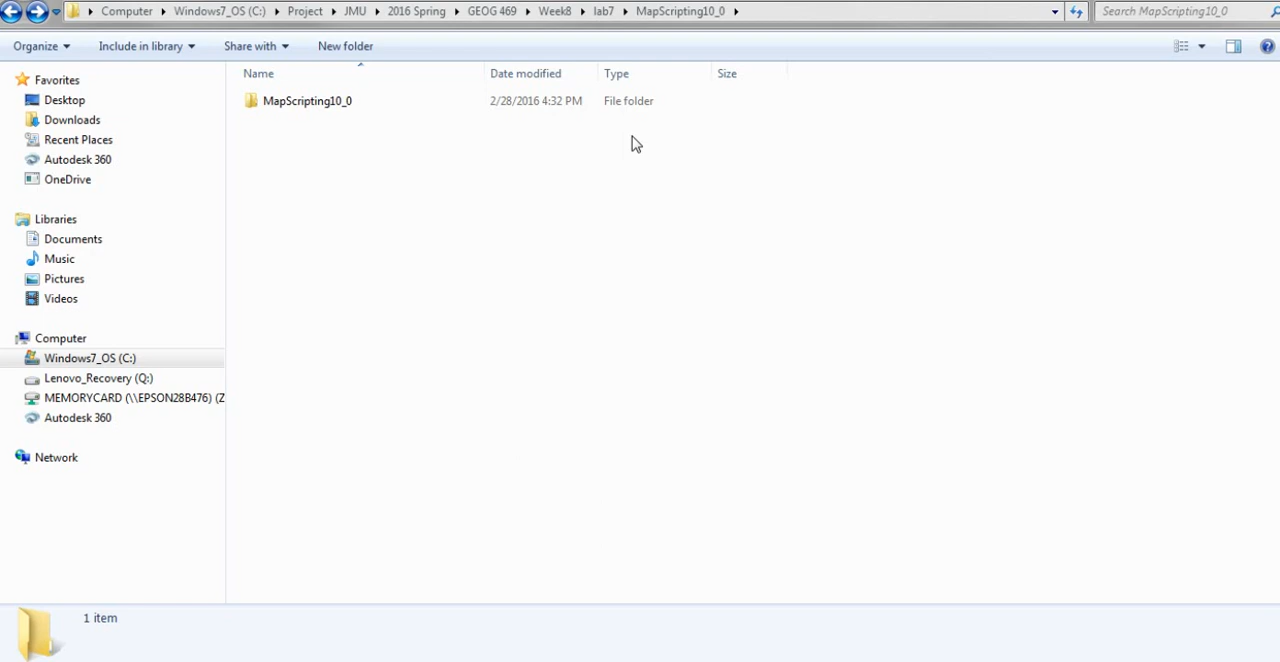 Computer Windows7_OS (C:) Project JMU 2016 Spring GEOG 469 Week8 lab7 MapScripting10_0 Search MapScripting10_0
Organize Include in library Share with New folder
Name Date modified Type Size
MapScripting10_0 2/28/2016 4:32 PM File folder
Favorites
Desktop
Downloads
Recent Places
Autodesk 360
OneDrive
Libraries
Documents
Music
Pictures
Videos
Computer
Windows7_OS (C:)
Lenovo_Recovery (Q:)
MEMORYCARD (\\EPSON28B476) (Z
Autodesk 360
Network
1 item